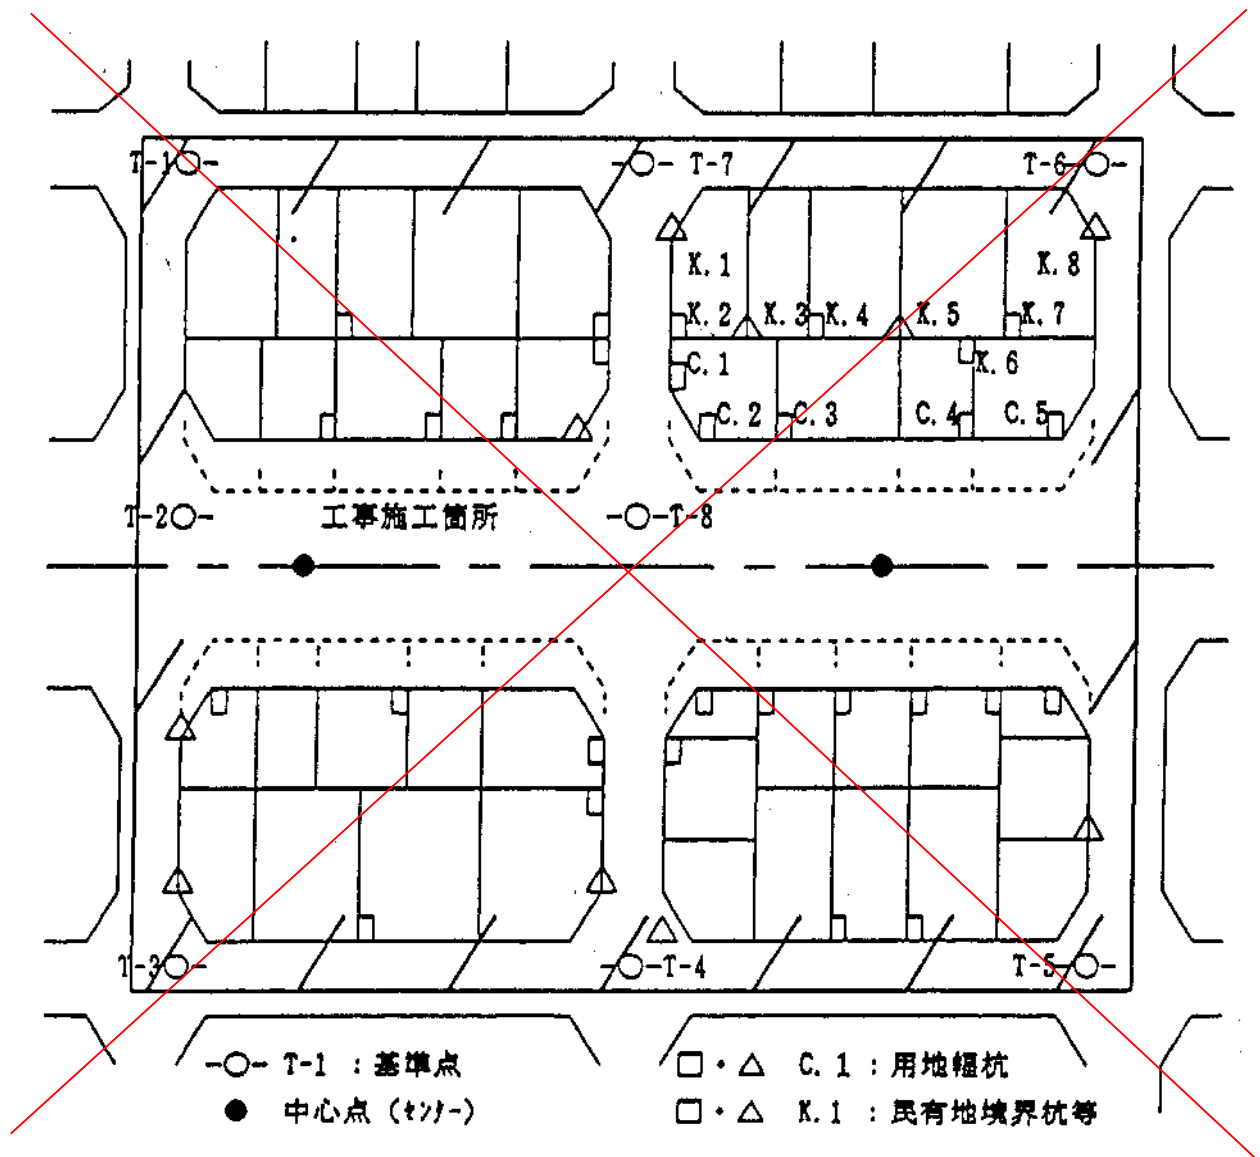 T-1 T-7 T-6
K.1 K.8
K.2 K.3 K.4 K.5 K.7
C.1 K.6
C.2 C.3 C.4 C.5
T-2 工事施工箇所 T-8
T-3 T-4 T-5
T-1 :基準点 □・△ C.1:用地幅杭
● 中心点(センター) □・△ K.1:民有地境界杭等